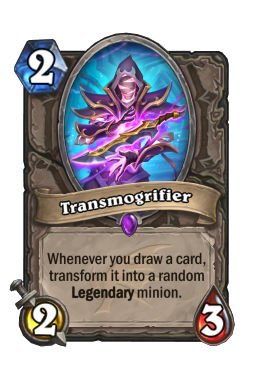 2
Transmogrifier
Whenever you draw a card,
transform it into a random
Legendary minion.
2
3